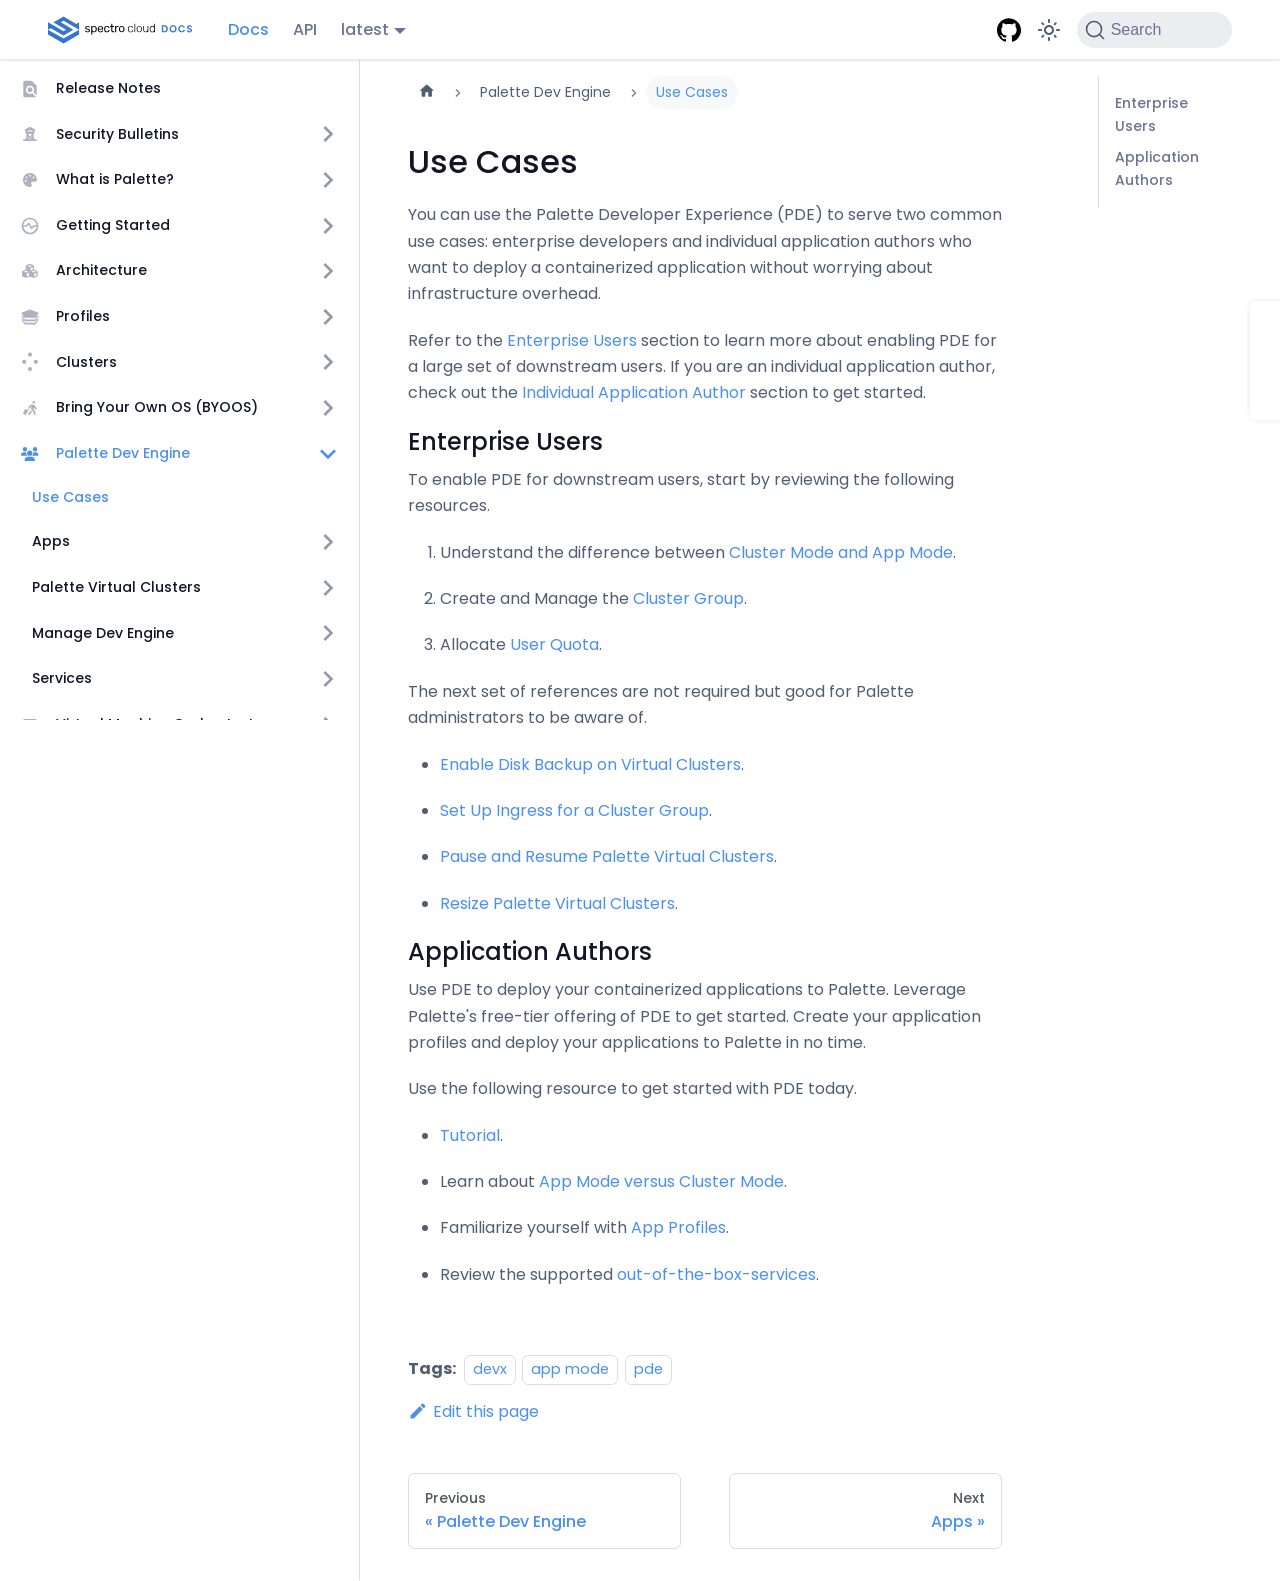 spectro cloud DOCS Docs API latest Search
Release Notes
Security Bulletins
What is Palette?
Getting Started
Architecture
Profiles
Clusters
Bring Your Own OS (BYOOS)
Palette Dev Engine
Use Cases
Apps
Palette Virtual Clusters
Manage Dev Engine
Services
Palette Dev Engine Use Cases
Use Cases
You can use the Palette Developer Experience (PDE) to serve two common
use cases: enterprise developers and individual application authors who
want to deploy a containerized application without worrying about
infrastructure overhead.
Refer to the Enterprise Users section to learn more about enabling PDE for
a large set of downstream users. If you are an individual application author,
check out the Individual Application Author section to get started.
Enterprise Users
To enable PDE for downstream users, start by reviewing the following
resources.
1. Understand the difference between Cluster Mode and App Mode.
2. Create and Manage the Cluster Group.
3. Allocate User Quota.
The next set of references are not required but good for Palette
administrators to be aware of.
Enable Disk Backup on Virtual Clusters.
Set Up Ingress for a Cluster Group.
Pause and Resume Palette Virtual Clusters.
Resize Palette Virtual Clusters.
Application Authors
Use PDE to deploy your containerized applications to Palette. Leverage
Palette's free-tier offering of PDE to get started. Create your application
profiles and deploy your applications to Palette in no time.
Use the following resource to get started with PDE today.
Tutorial.
Learn about App Mode versus Cluster Mode.
Familiarize yourself with App Profiles.
Review the supported out-of-the-box-services.
Tags: devx app mode pde
Edit this page
Previous
« Palette Dev Engine
Next
Apps »
Enterprise
Users
Application
Authors